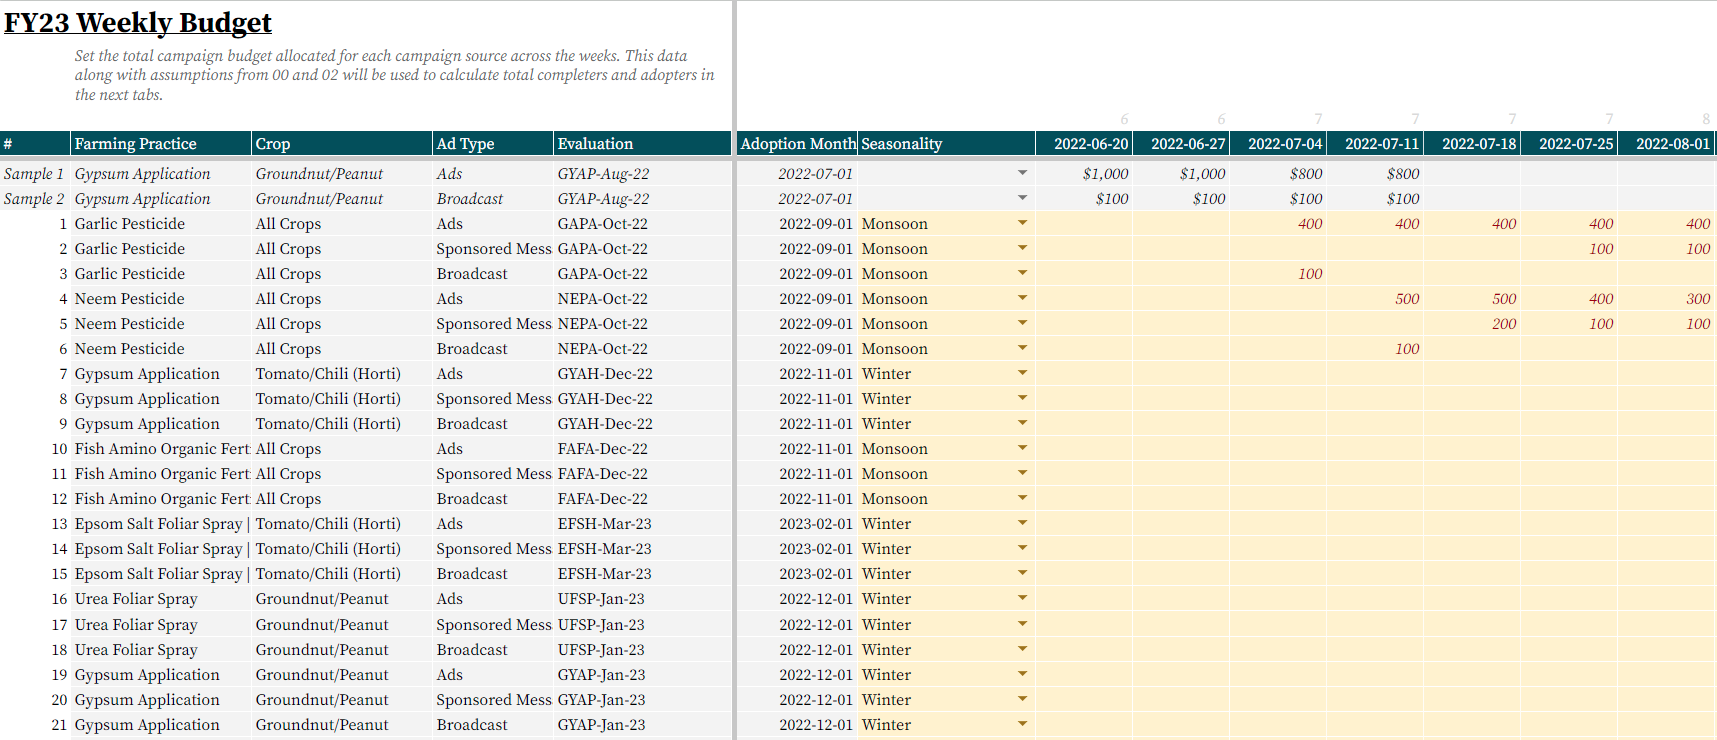 FY23 Weekly Budget
Set the total campaign budget allocated for each campaign source across the weeks. This data
along with assumptions from 00 and 02 will be used to calculate total completers and adopters in
the next tabs.
6 6 7 7 7 7 8
# Farming Practice Crop Ad Type Evaluation Adoption Month Seasonality 2022-06-20 2022-06-27 2022-07-04 2022-07-11 2022-07-18 2022-07-25 2022-08-01
Sample 1 Gypsum Application Groundnut/Peanut Ads GYAP-Aug-22 2022-07-01 $1,000 $1,000 $800 $800
Sample 2 Gypsum Application Groundnut/Peanut Broadcast GYAP-Aug-22 2022-07-01 $100 $100 $100 $100
1 Garlic Pesticide All Crops Ads GAPA-Oct-22 2022-09-01 Monsoon 400 400 400 400 400
2 Garlic Pesticide All Crops Sponsored Mess GAPA-Oct-22 2022-09-01 Monsoon 100 100
3 Garlic Pesticide All Crops Broadcast GAPA-Oct-22 2022-09-01 Monsoon 100
4 Neem Pesticide All Crops Ads NEPA-Oct-22 2022-09-01 Monsoon 500 500 400 300
5 Neem Pesticide All Crops Sponsored Mess NEPA-Oct-22 2022-09-01 Monsoon 200 100 100
6 Neem Pesticide All Crops Broadcast NEPA-Oct-22 2022-09-01 Monsoon 100
7 Gypsum Application Tomato/Chili (Horti) Ads GYAH-Dec-22 2022-11-01 Winter
8 Gypsum Application Tomato/Chili (Horti) Sponsored Mess GYAH-Dec-22 2022-11-01 Winter
9 Gypsum Application Tomato/Chili (Horti) Broadcast GYAH-Dec-22 2022-11-01 Winter
10 Fish Amino Organic Fert All Crops Ads FAFA-Dec-22 2022-11-01 Monsoon
11 Fish Amino Organic Fert All Crops Sponsored Mess FAFA-Dec-22 2022-11-01 Monsoon
12 Fish Amino Organic Fert All Crops Broadcast FAFA-Dec-22 2022-11-01 Monsoon
13 Epsom Salt Foliar Spray | Tomato/Chili (Horti) Ads EFSH-Mar-23 2023-02-01 Winter
14 Epsom Salt Foliar Spray | Tomato/Chili (Horti) Sponsored Mess EFSH-Mar-23 2023-02-01 Winter
15 Epsom Salt Foliar Spray | Tomato/Chili (Horti) Broadcast EFSH-Mar-23 2023-02-01 Winter
16 Urea Foliar Spray Groundnut/Peanut Ads UFSP-Jan-23 2022-12-01 Winter
17 Urea Foliar Spray Groundnut/Peanut Sponsored Mess UFSP-Jan-23 2022-12-01 Winter
18 Urea Foliar Spray Groundnut/Peanut Broadcast UFSP-Jan-23 2022-12-01 Winter
19 Gypsum Application Groundnut/Peanut Ads GYAP-Jan-23 2022-12-01 Winter
20 Gypsum Application Groundnut/Peanut Sponsored Mess GYAP-Jan-23 2022-12-01 Winter
21 Gypsum Application Groundnut/Peanut Broadcast GYAP-Jan-23 2022-12-01 Winter